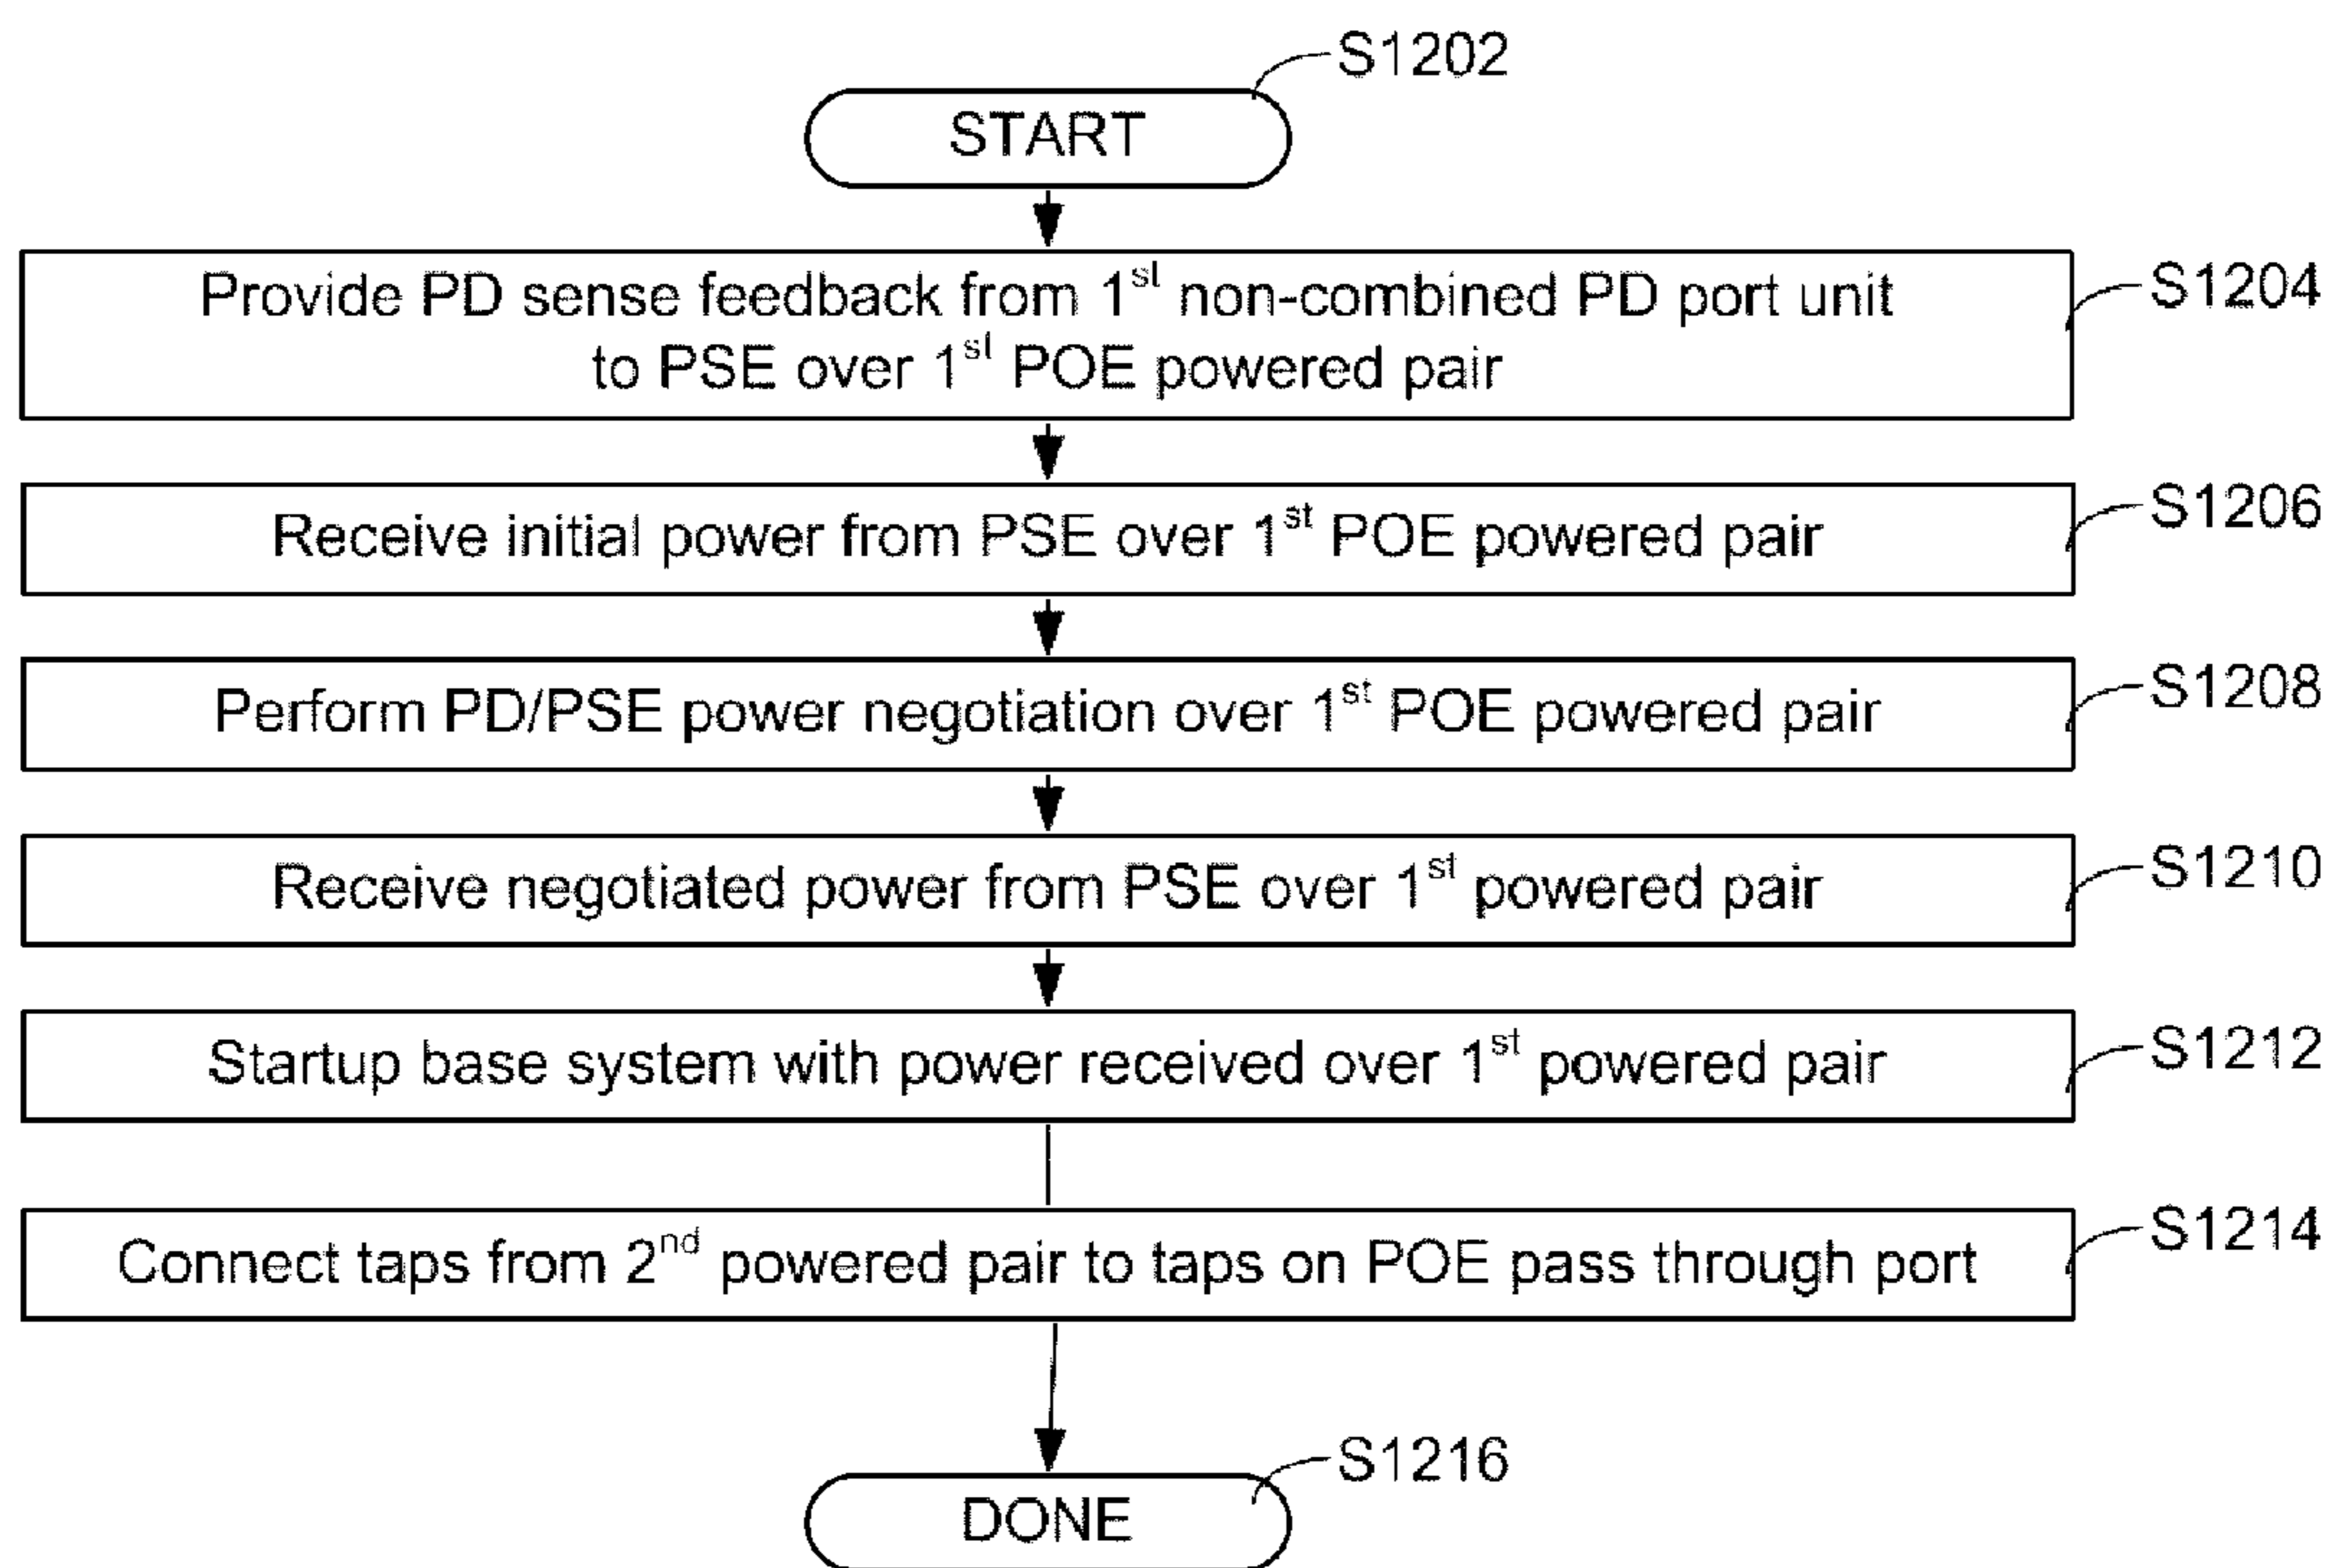 S1202
START
Provide PD sense feedback from 1st non-combined PD port unit
to PSE over 1st POE powered pair
S1204
Receive initial power from PSE over 1st POE powered pair
S1206
Perform PD/PSE power negotiation over 1st POE powered pair
S1208
Receive negotiated power from PSE over 1st powered pair
S1210
Startup base system with power received over 1st powered pair
S1212
Connect taps from 2nd powered pair to taps on POE pass through port
S1214
S1216
DONE